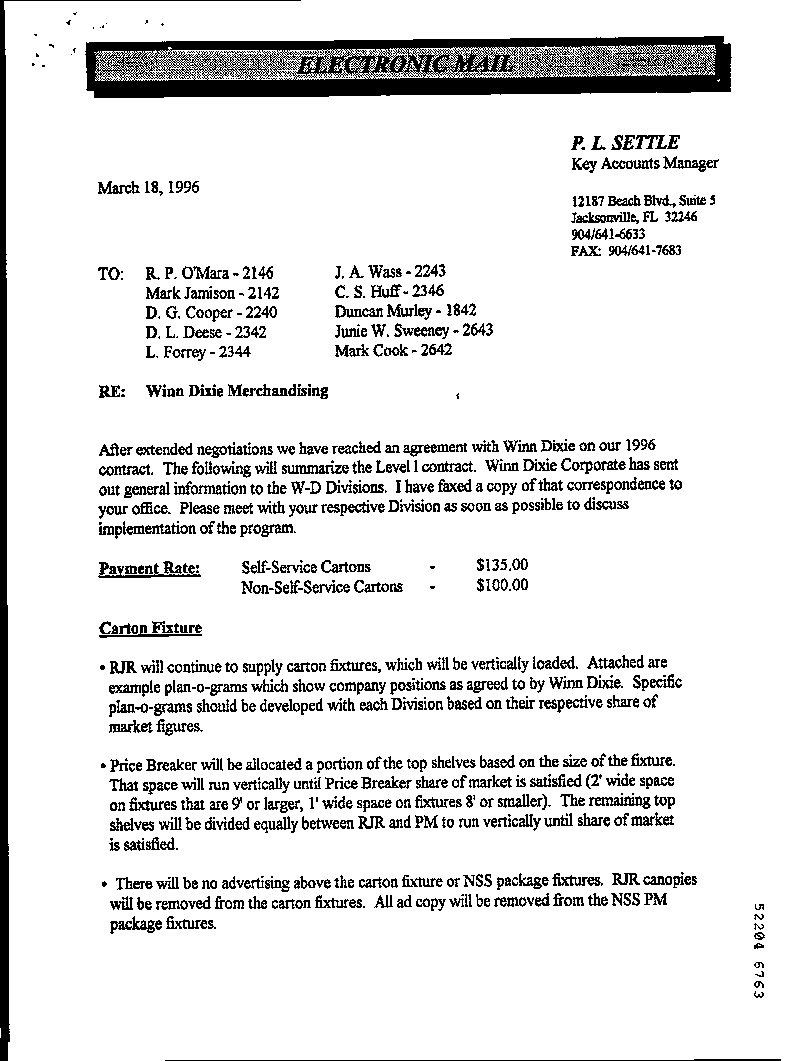 ELECTRONIC MAIL
P. L. SETTLE
Key Accounts Manager
March 18, 1996
12187 Beach Blvd., Suite 5
Jacksonville, FL 32246
904/641-6633
FAX: 904/641-7683
TO: R. P. O'Mara - 2146 J. A. Wass - 2243
Mark Jamison - 2142 C. S. Huff - 2346
D. G. Cooper - 2240 Duncan Murley - 1842
D. L. Deese - 2342 Junie W. Sweeney - 2643
L. Forrey - 2344 Mark Cook - 2642
RE: Winn Dixie Merchandising
After extended negotiations we have reached an agreement with Winn Dixie on our 1996
contract. The following will summarize the Level I contract. Winn Dixie Corporate has sent
out general information to the W-D Divisions. I have faxed a copy of that correspondence to
your office. Please meet with your respective Division as soon as possible to discuss
implementation of the program.
Payment Rate: Self-Service Cartons - $135.00
Non-Self-Service Cartons - $100.00
Carton Fixture
• RJR will continue to supply carton fixtures, which will be vertically loaded. Attached are
example plan-o-grams which show company positions as agreed to by Winn Dixie. Specific
plan-o-grams should be developed with each Division based on their respective share of
market figures.
• Price Breaker will be allocated a portion of the top shelves based on the size of the fixture.
That space will run vertically until Price Breaker share of market is satisfied (2' wide space
on fixtures that are 9' or larger, 1' wide space on fixtures 8' or smaller). The remaining top
shelves will be divided equally between RJR and PM to run vertically until share of market
is satisfied.
• There will be no advertising above the carton fixture or NSS package fixtures. RJR canopies
will be removed from the carton fixtures. All ad copy will be removed from the NSS PM
package fixtures.
52204 6763